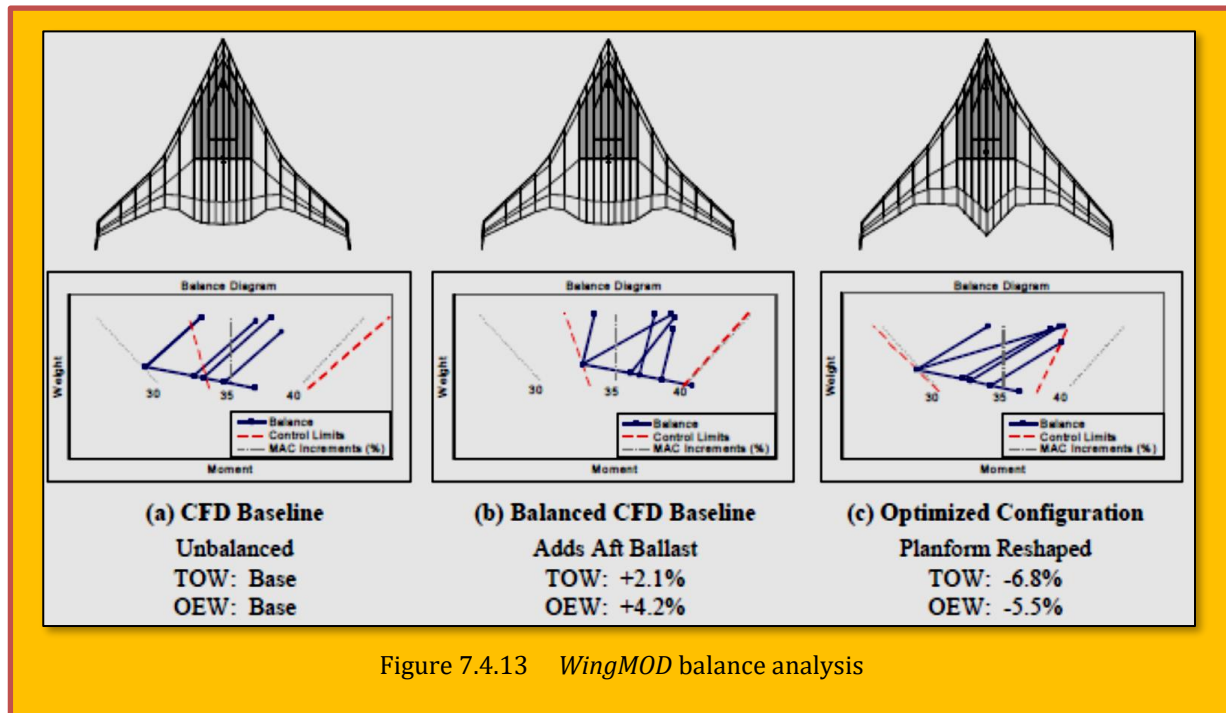 Balance Diagram
Weight
30
35
40
Balance
Control Limits
MAC Increments (%)
Moment
(a) CFD Baseline
Unbalanced
TOW: Base
OEW: Base
Balance Diagram
Weight
30
35
40
Balance
Control Limits
MAC Increments (%)
Moment
(b) Balanced CFD Baseline
Adds Aft Ballast
TOW: +2.1%
OEW: +4.2%
Balance Diagram
Weight
30
35
40
Balance
Control Limits
MAC Increments (%)
Moment
(c) Optimized Configuration
Planform Reshaped
TOW: -6.8%
OEW: -5.5%
Figure 7.4.13 WingMOD balance analysis